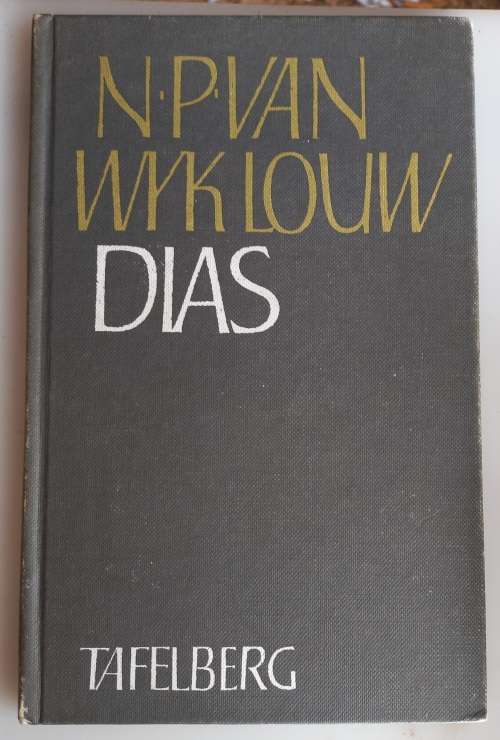 N·P·VAN
WYK LOUW
DIAS
TAFELBERG